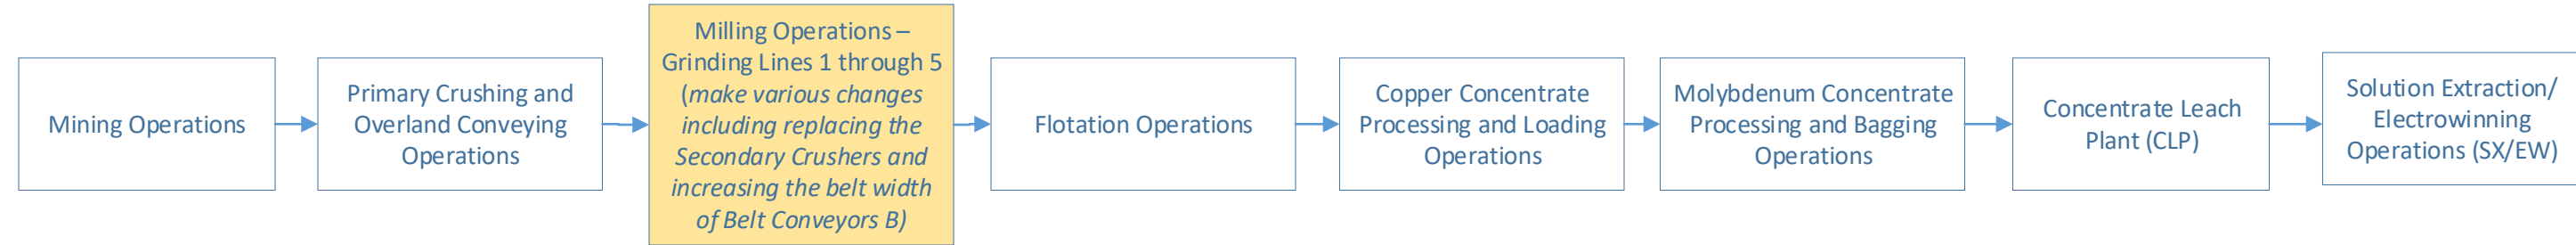 Mining Operations
Primary Crushing and
Overland Conveying
Operations
Milling Operations –
Grinding Lines 1 through 5
(make various changes
including replacing the
Secondary Crushers and
increasing the belt width
of Belt Conveyors B)
Flotation Operations
Copper Concentrate
Processing and Loading
Operations
Molybdenum Concentrate
Processing and Bagging
Operations
Concentrate Leach
Plant (CLP)
Solution Extraction/
Electrowinning
Operations (SX/EW)